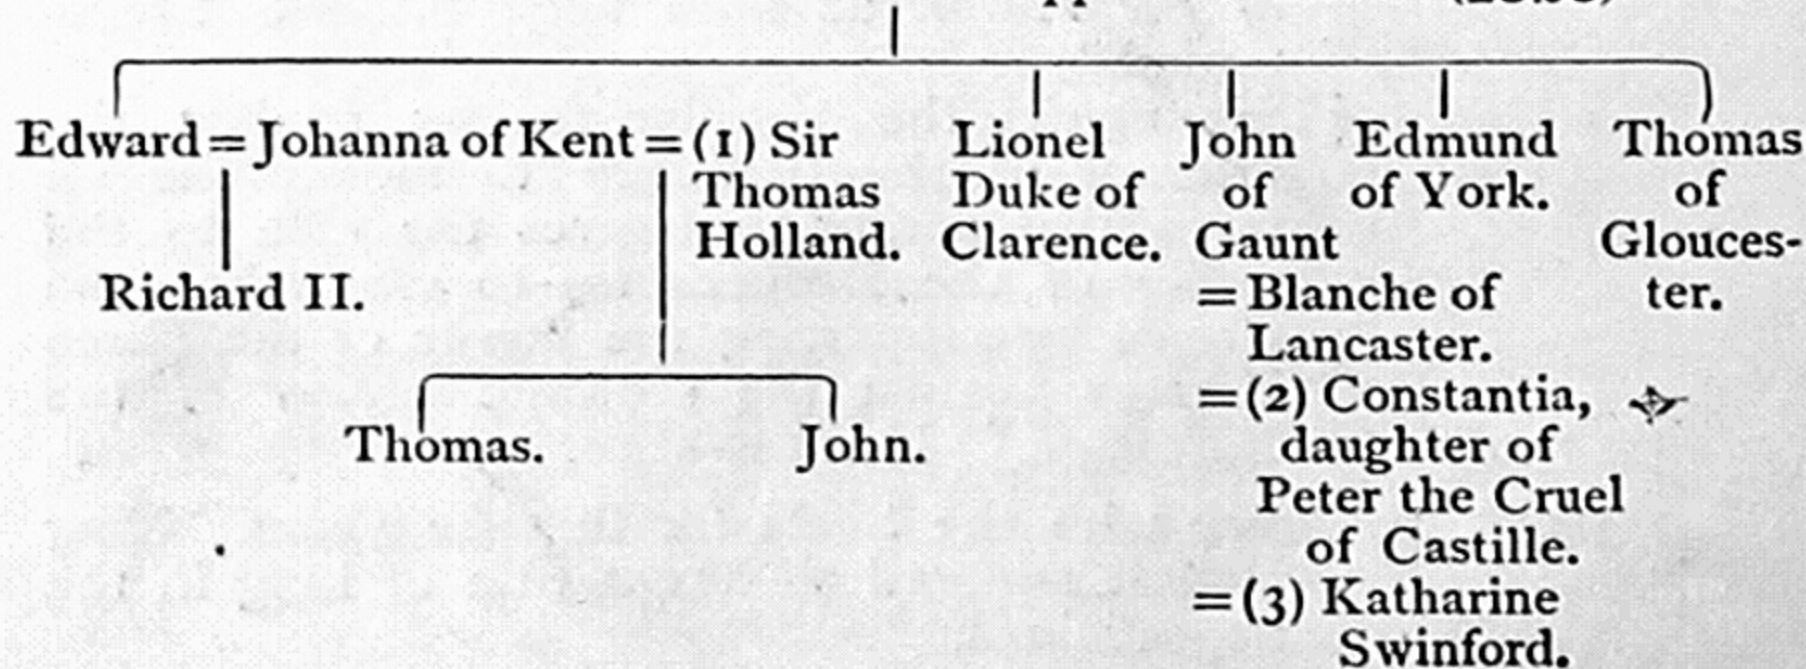 Edward = Johanna of Kent = (1) Sir Thomas Holland.
Lionel Duke of Clarence.
John of Gaunt
= Blanche of Lancaster.
= (2) Constantia, daughter of Peter the Cruel of Castille.
= (3) Katharine Swinford.
Edmund of York.
Thomas of Glouces-
ter.
Richard II.
Thomas.
John.